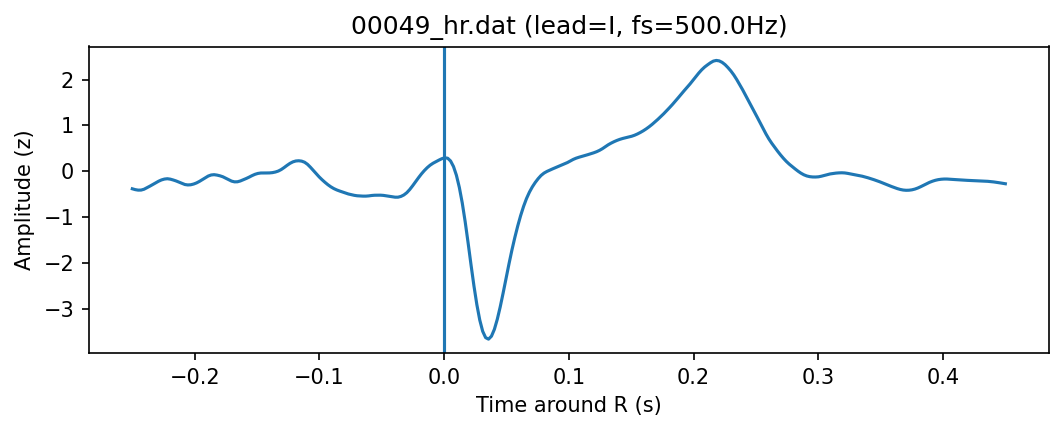 00049_hr.dat (lead=I, fs=500.0Hz)
Amplitude (z)
2
1
0
−1
−2
−3
−0.2 −0.1 0.0 0.1 0.2 0.3 0.4
Time around R (s)